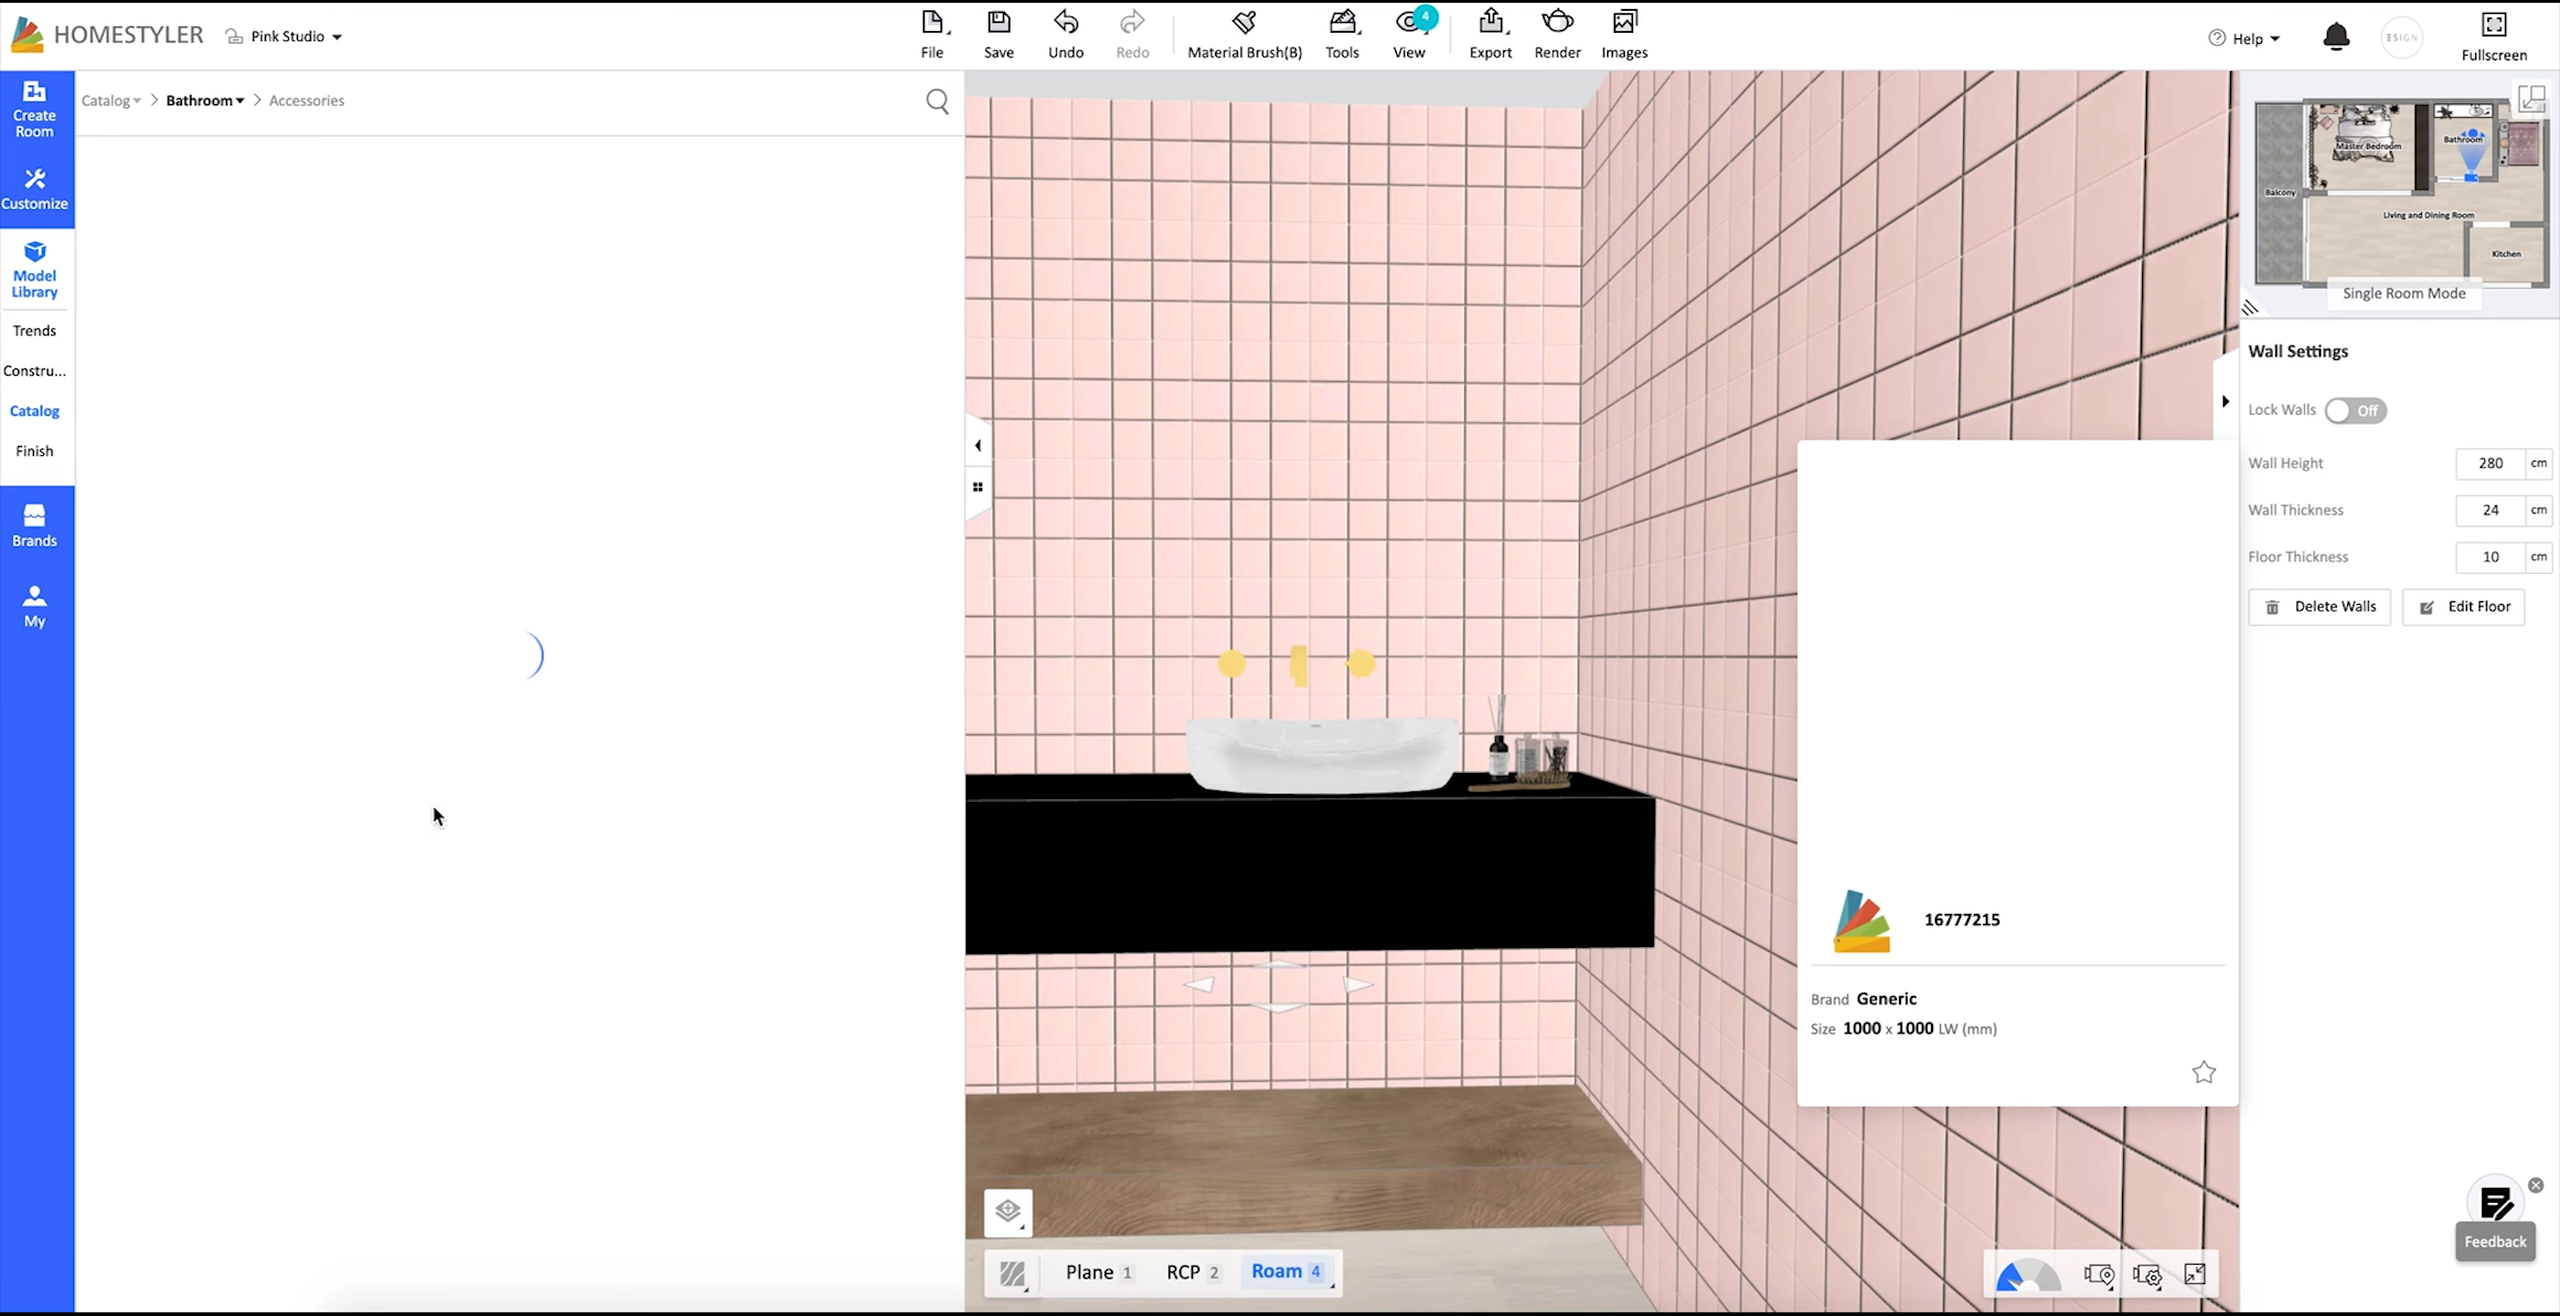 HOMESTYLER Pink Studio
File Save Undo Redo Material Brush(B) Tools View 4 Export Render Images
Help ESIGN Fullscreen
Create
Room
Customize
Model
Library
Trends
Constru...
Catalog
Finish
Brands
My
Catalog > Bathroom > Accessories
Master Bedroom
Bathroom
Balcony
Living and Dining Room
Kitchen
Single Room Mode
Wall Settings
Lock Walls Off
Wall Height 280 cm
Wall Thickness 24 cm
Floor Thickness 10 cm
Delete Walls Edit Floor
16777215
Brand Generic
Size 1000 x 1000 LW (mm)
Plane 1 RCP 2 Roam 4
Feedback